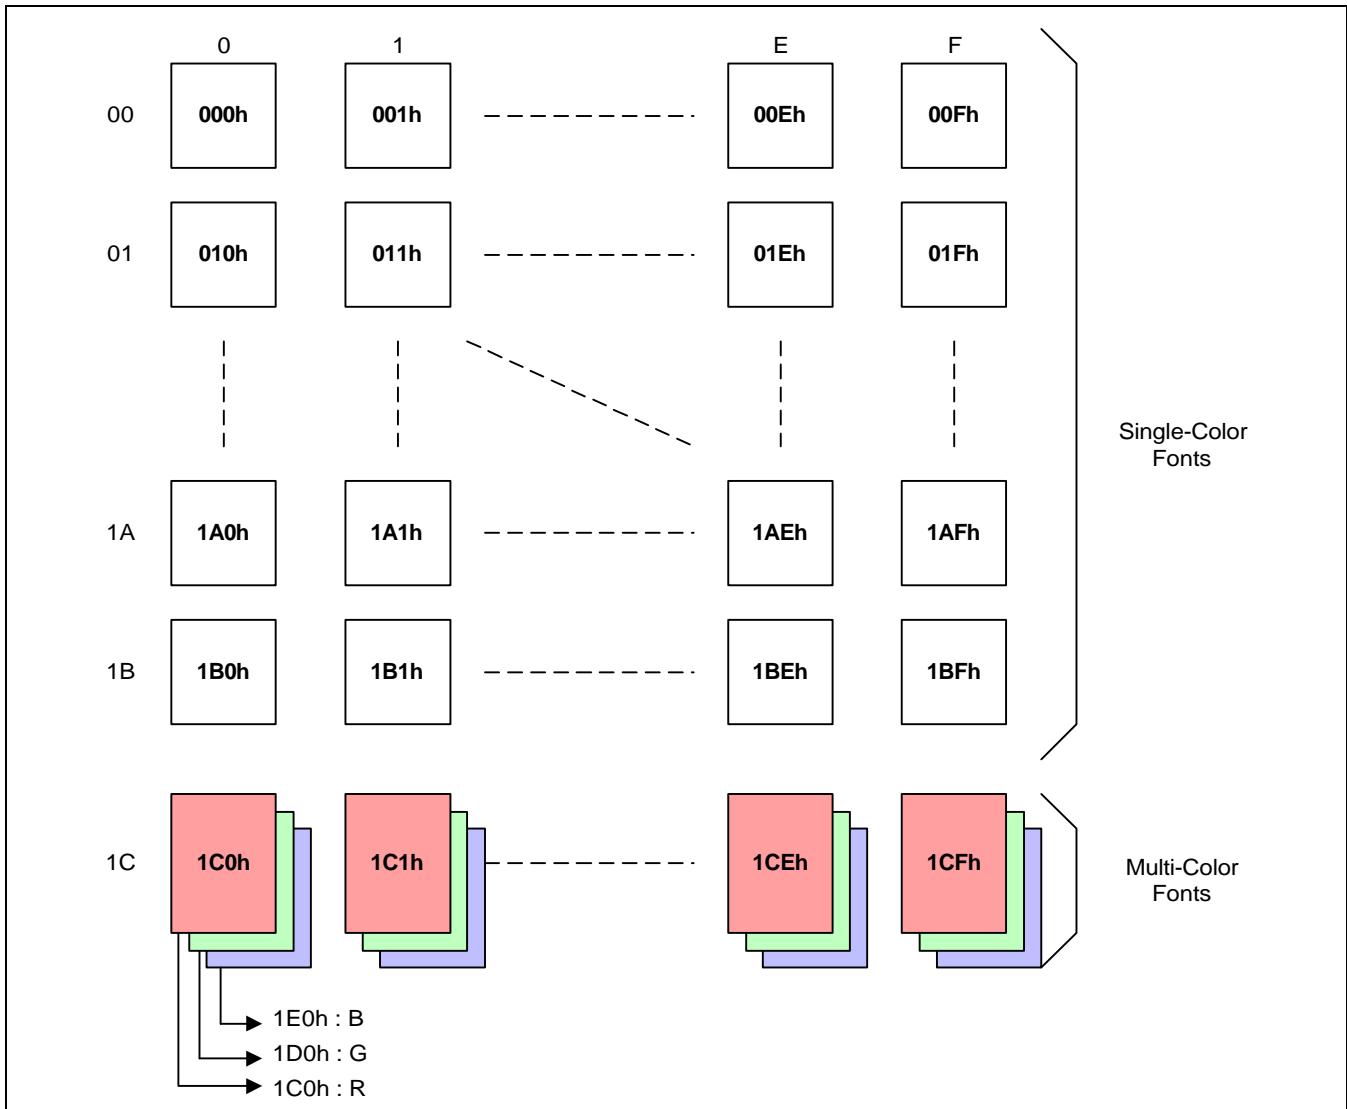 0 1 E F
00 000h 001h 00Eh 00Fh
01 010h 011h 01Eh 01Fh
Single-Color
Fonts
1A 1A0h 1A1h 1AEh 1AFh
1B 1B0h 1B1h 1BEh 1BFh
1C 1C0h 1C1h 1CEh 1CFh
Multi-Color
Fonts
1E0h : B
1D0h : G
1C0h : R